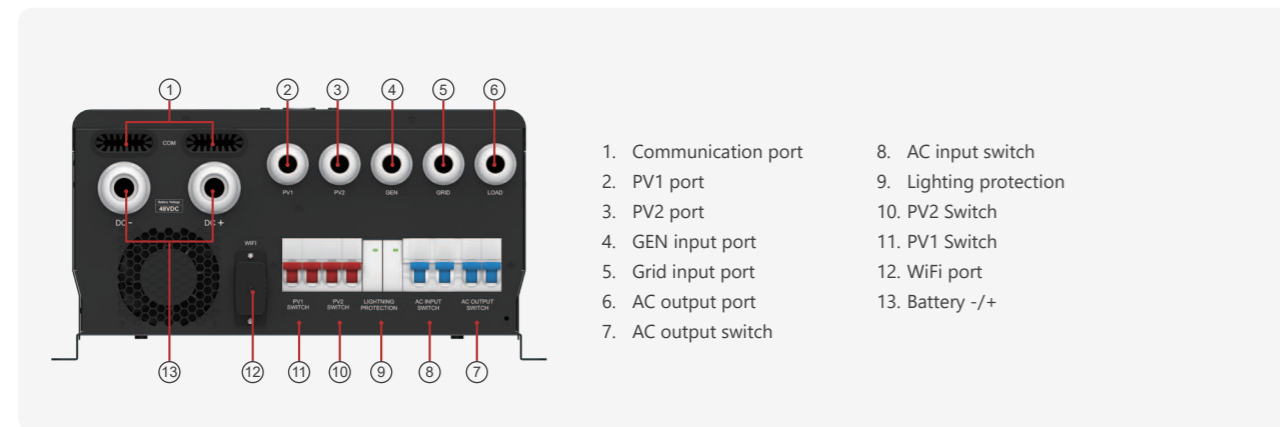 1 2 3 4 5 6
COM
PV1 PV2 GEN GRID LOAD
Battery Voltage
48VDC
DC- DC+
WIFI
PV1 SWITCH
PV2 SWITCH
LIGHTNING PROTECTION
AC INPUT SWITCH
AC OUTPUT SWITCH
13 12 11 10 9 8 7
1. Communication port
2. PV1 port
3. PV2 port
4. GEN input port
5. Grid input port
6. AC output port
7. AC output switch
8. AC input switch
9. Lighting protection
10. PV2 Switch
11. PV1 Switch
12. WiFi port
13. Battery -/+